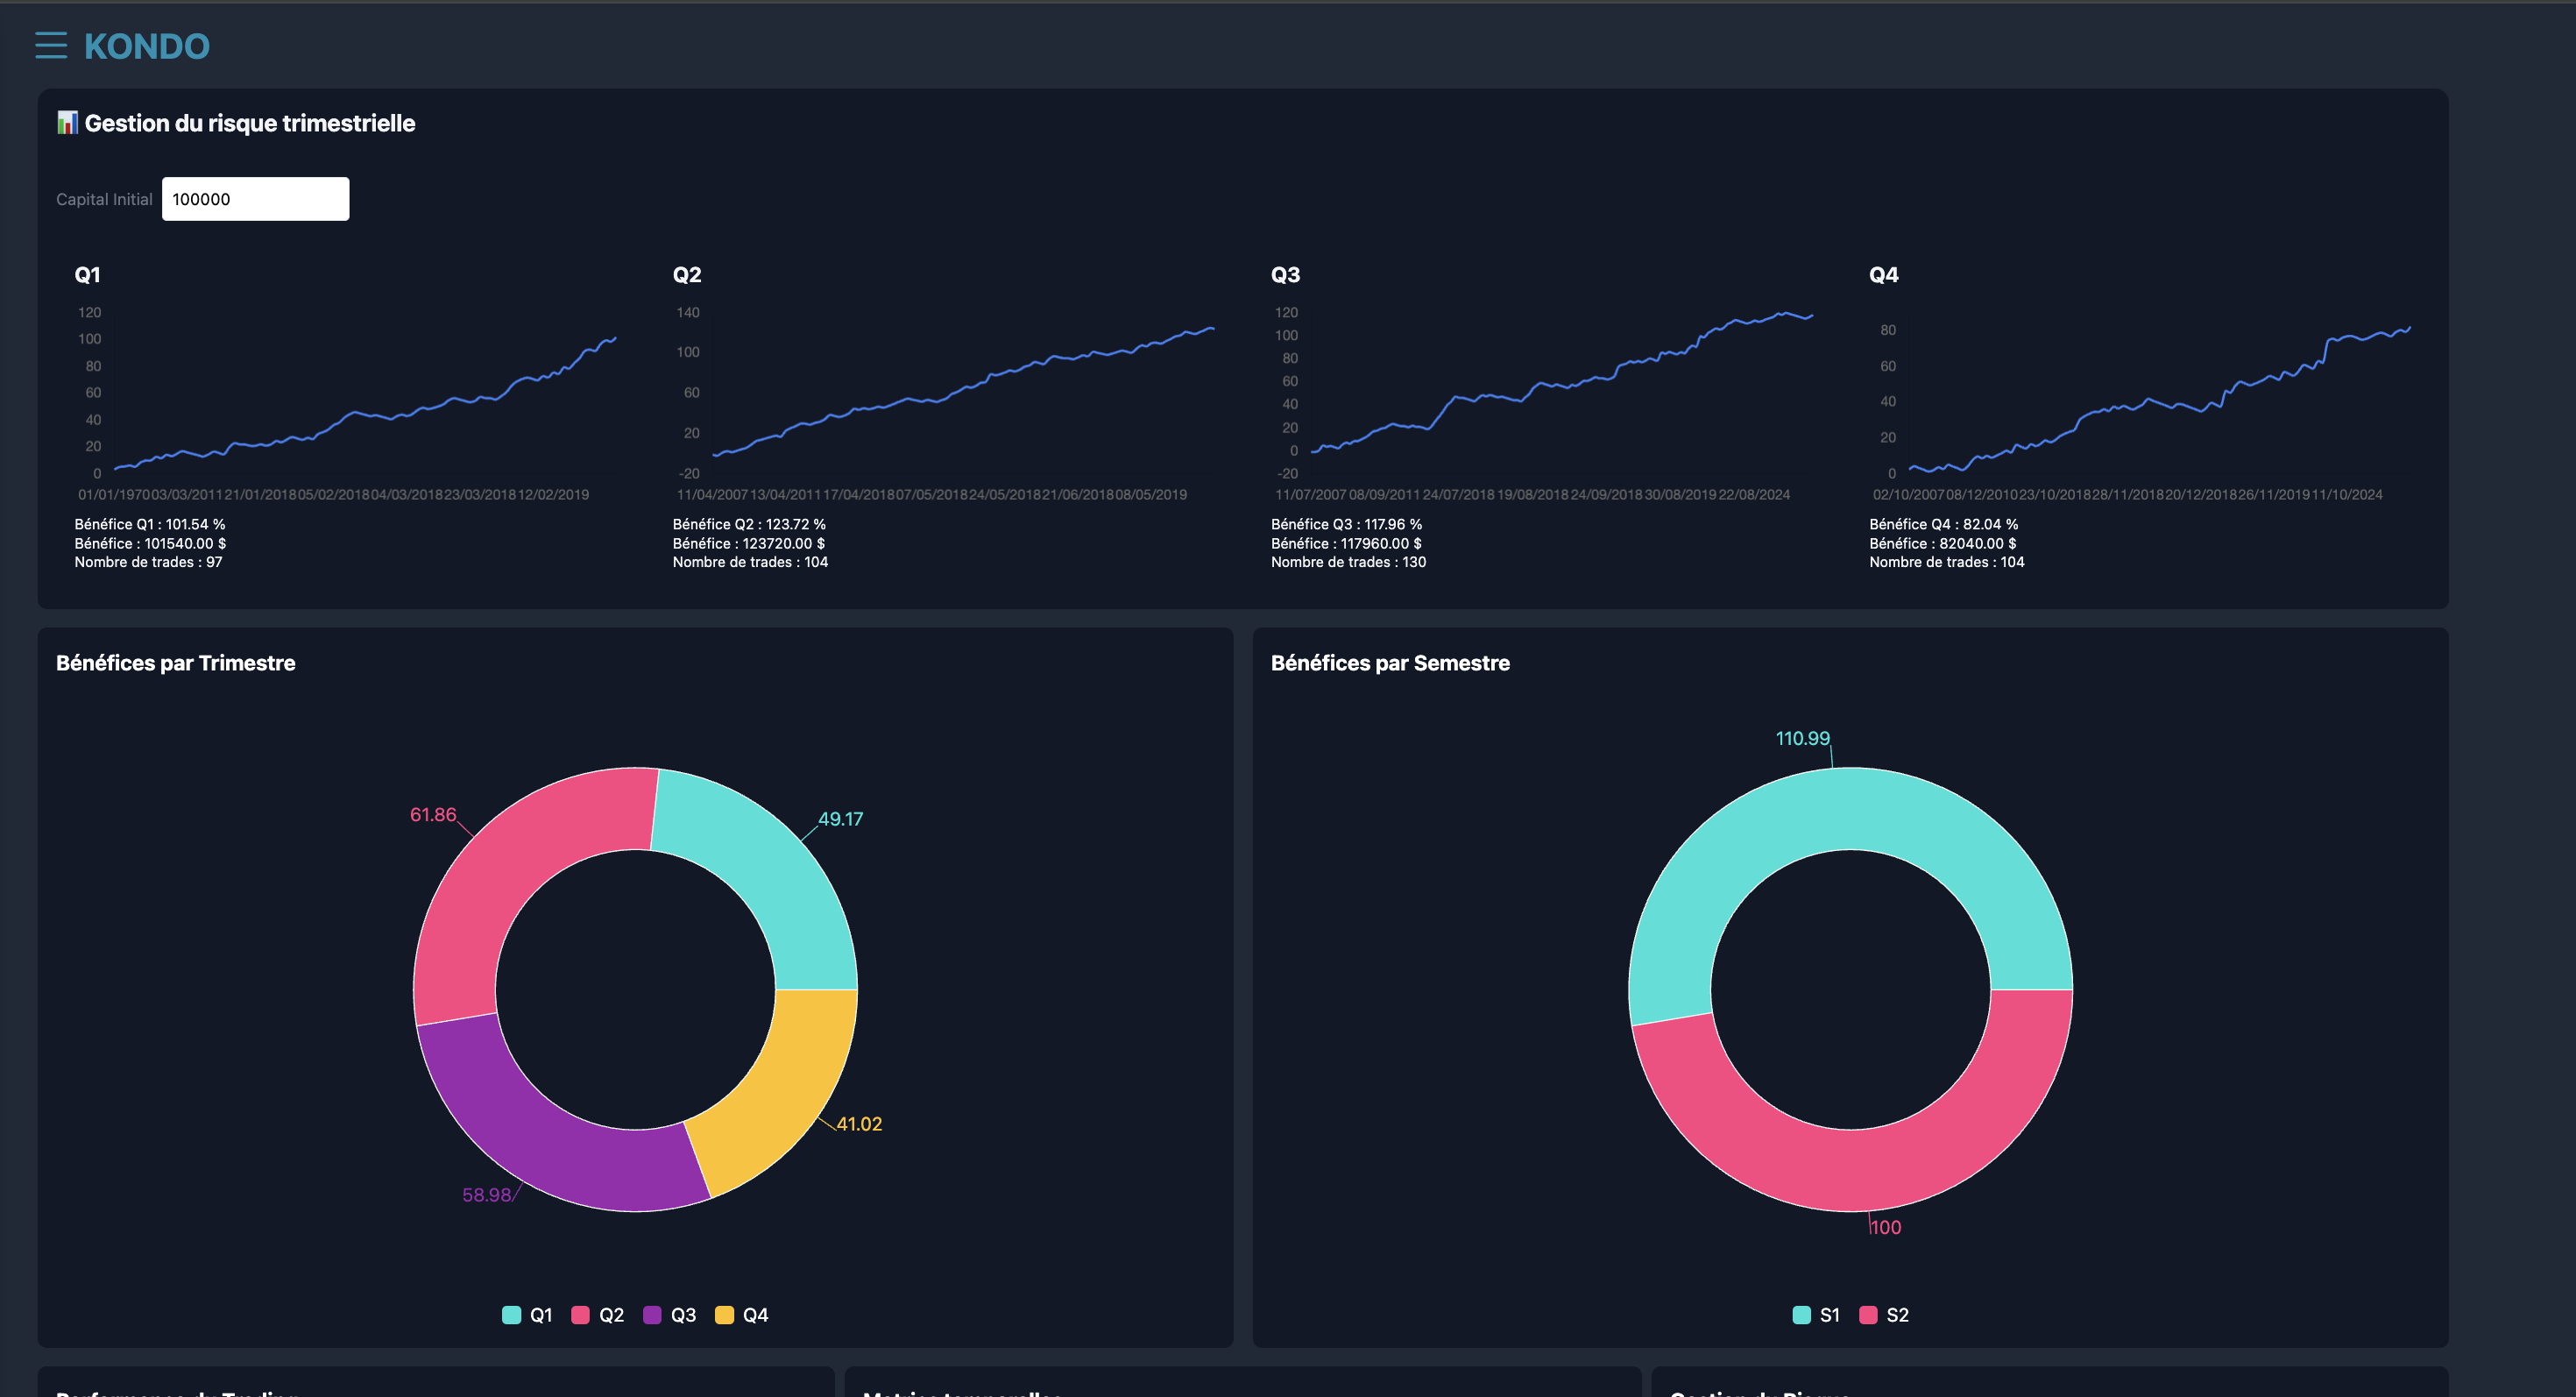 KONDO
📊 Gestion du risque trimestrielle
Capital Initial 100000
Q1
120
100
80
60
40
20
0
01/01/1970 03/03/2011 21/01/2018 05/02/2018 04/03/2018 23/03/2018 12/02/2019
Bénéfice Q1 : 101.54 %
Bénéfice : 101540.00 $
Nombre de trades : 97
Q2
140
100
60
20
-20
11/04/2007 13/04/2011 17/04/2018 07/05/2018 24/05/2018 21/06/2018 08/05/2019
Bénéfice Q2 : 123.72 %
Bénéfice : 123720.00 $
Nombre de trades : 104
Q3
120
100
80
60
40
20
0
-20
11/07/2007 08/09/2011 24/07/2018 19/08/2018 24/09/2018 30/08/2019 22/08/2024
Bénéfice Q3 : 117.96 %
Bénéfice : 117960.00 $
Nombre de trades : 130
Q4
80
60
40
20
0
02/10/2007 08/12/2010 23/10/2018 28/11/2018 20/12/2018 26/11/2019 11/10/2024
Bénéfice Q4 : 82.04 %
Bénéfice : 82040.00 $
Nombre de trades : 104
Bénéfices par Trimestre
61.86
49.17
41.02
58.98
Q1 Q2 Q3 Q4
Bénéfices par Semestre
110.99
100
S1 S2